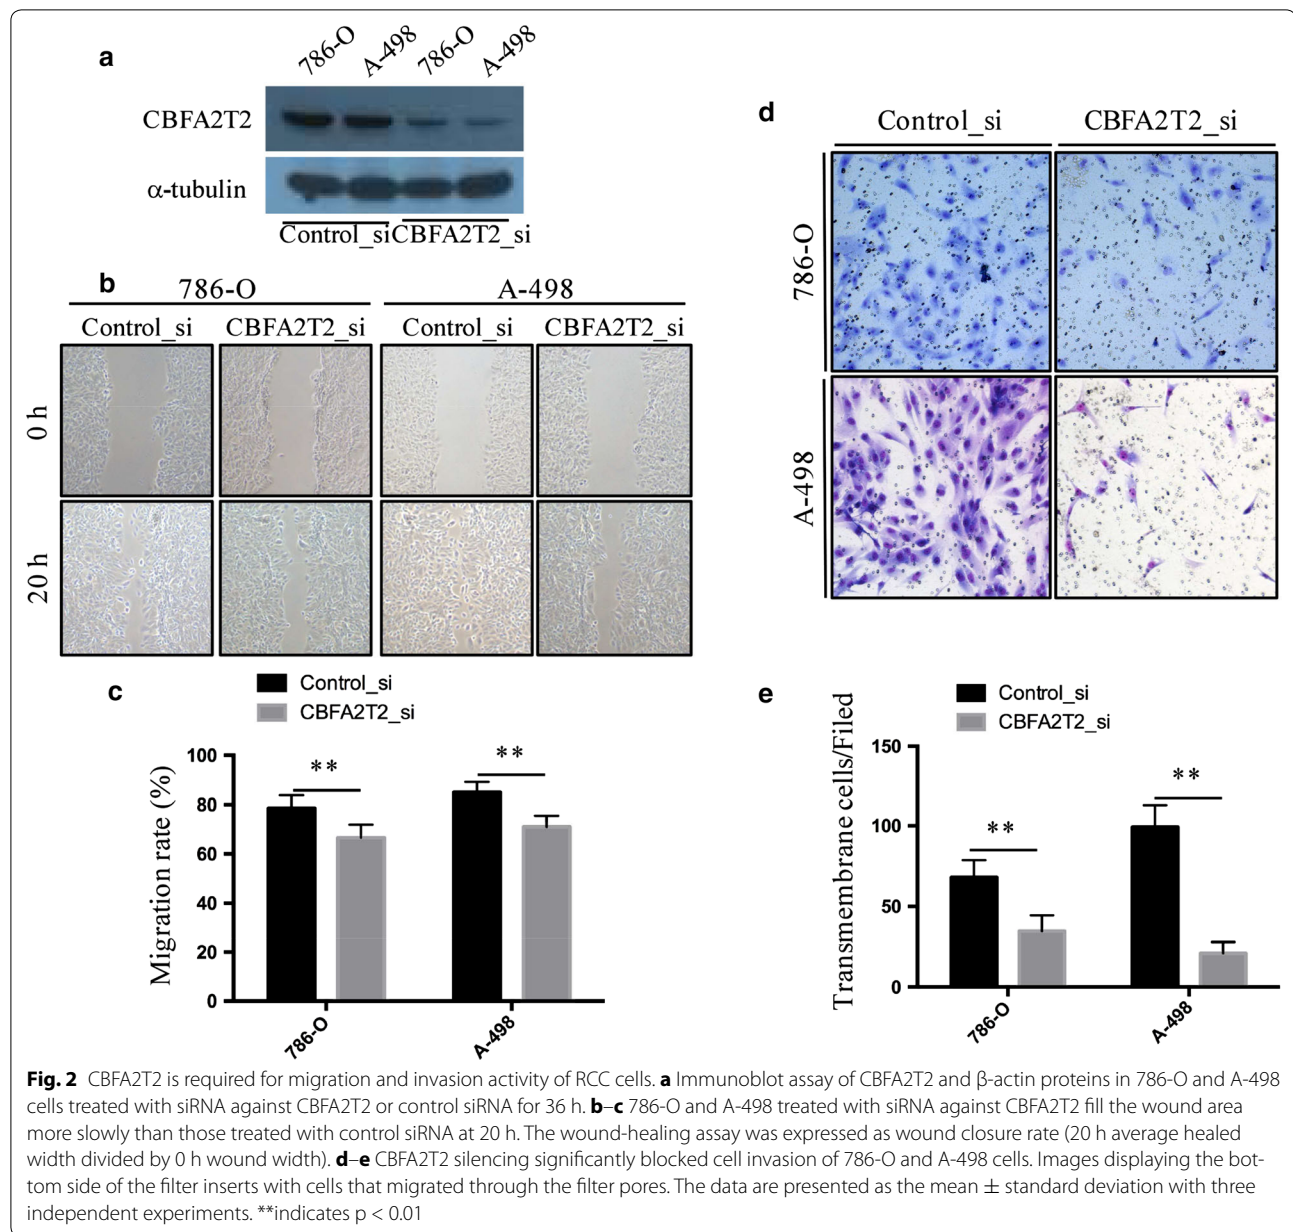 a
786-O A-498 786-O A-498
CBFA2T2
α-tubulin
Control_si CBFA2T2_si
b
786-O A-498
Control_si CBFA2T2_si Control_si CBFA2T2_si
0 h
20 h
c
Control_si
CBFA2T2_si
Migration rate (%)
100
80
60
40
20
0
** **
786-O A-498
d
Control_si CBFA2T2_si
786-O
A-498
e
Control_si
CBFA2T2_si
Transmembrane cells/Filed
150
100
50
0
** **
786-O A-498
Fig. 2 CBFA2T2 is required for migration and invasion activity of RCC cells. a Immunoblot assay of CBFA2T2 and β-actin proteins in 786-O and A-498
cells treated with siRNA against CBFA2T2 or control siRNA for 36 h. b–c 786-O and A-498 treated with siRNA against CBFA2T2 fill the wound area
more slowly than those treated with control siRNA at 20 h. The wound-healing assay was expressed as wound closure rate (20 h average healed
width divided by 0 h wound width). d–e CBFA2T2 silencing significantly blocked cell invasion of 786-O and A-498 cells. Images displaying the bot-
tom side of the filter inserts with cells that migrated through the filter pores. The data are presented as the mean ± standard deviation with three
independent experiments. **indicates p < 0.01